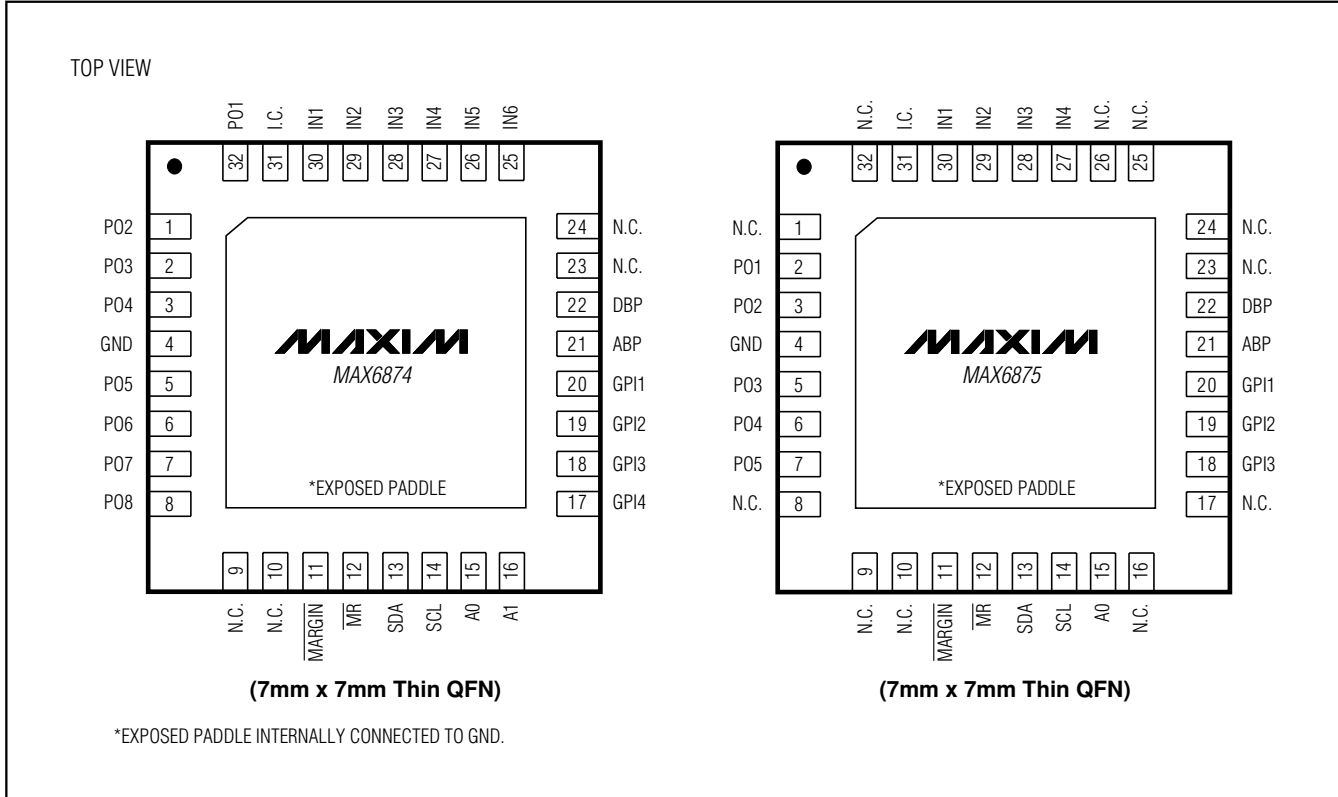 TOP VIEW
PO1 I.C. IN1 IN2 IN3 IN4 IN5 IN6
32 31 30 29 28 27 26 25
PO2 1 24 N.C.
PO3 2 23 N.C.
PO4 3 22 DBP
GND 4 21 ABP
PO5 5 20 GPI1
PO6 6 19 GPI2
PO7 7 18 GPI3
PO8 8 17 GPI4
MAXIM
MAX6874
*EXPOSED PADDLE
9 10 11 12 13 14 15 16
N.C. N.C. MARGIN MR SDA SCL A0 A1
(7mm x 7mm Thin QFN)
N.C. I.C. IN1 IN2 IN3 IN4 N.C. N.C.
32 31 30 29 28 27 26 25
N.C. 1 24 N.C.
PO1 2 23 N.C.
PO2 3 22 DBP
GND 4 21 ABP
PO3 5 20 GPI1
PO4 6 19 GPI2
PO5 7 18 GPI3
N.C. 8 17 N.C.
MAXIM
MAX6875
*EXPOSED PADDLE
9 10 11 12 13 14 15 16
N.C. N.C. MARGIN MR SDA SCL A0 N.C.
(7mm x 7mm Thin QFN)
*EXPOSED PADDLE INTERNALLY CONNECTED TO GND.